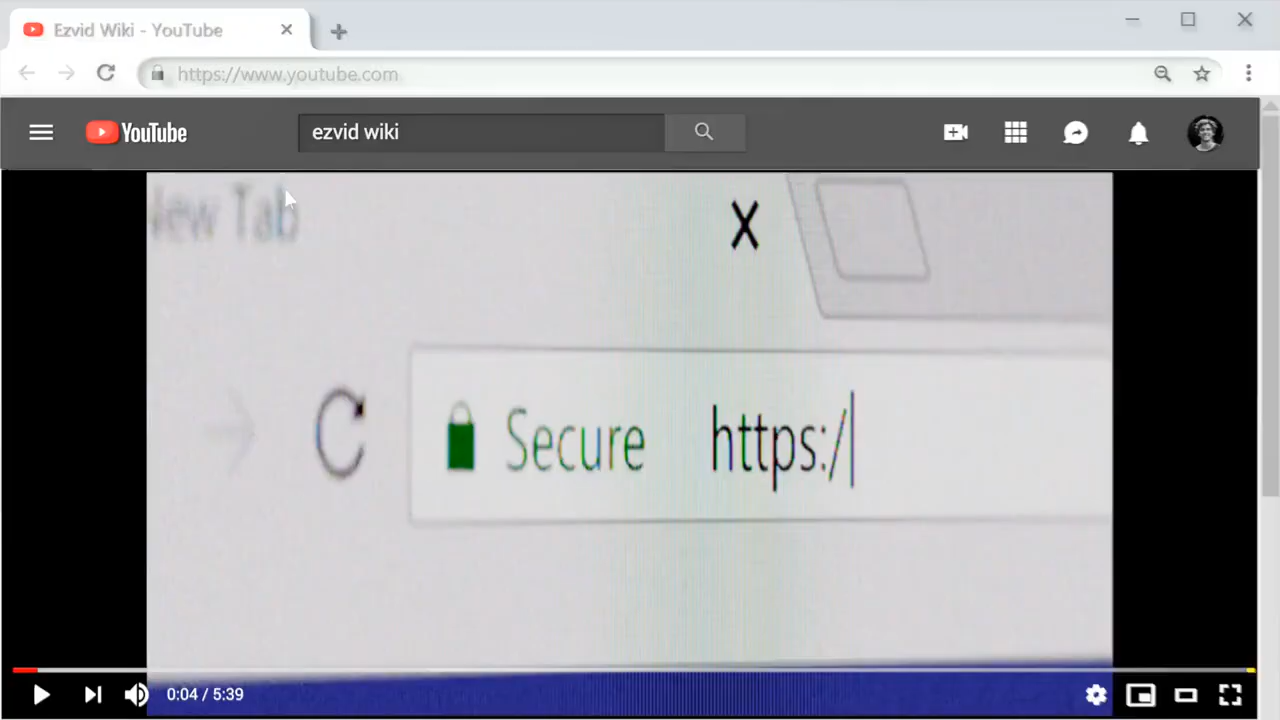 Ezvid Wiki - YouTube
https://www.youtube.com
YouTube
ezvid wiki
New Tab
X
Secure https:/
0:04 / 5:39